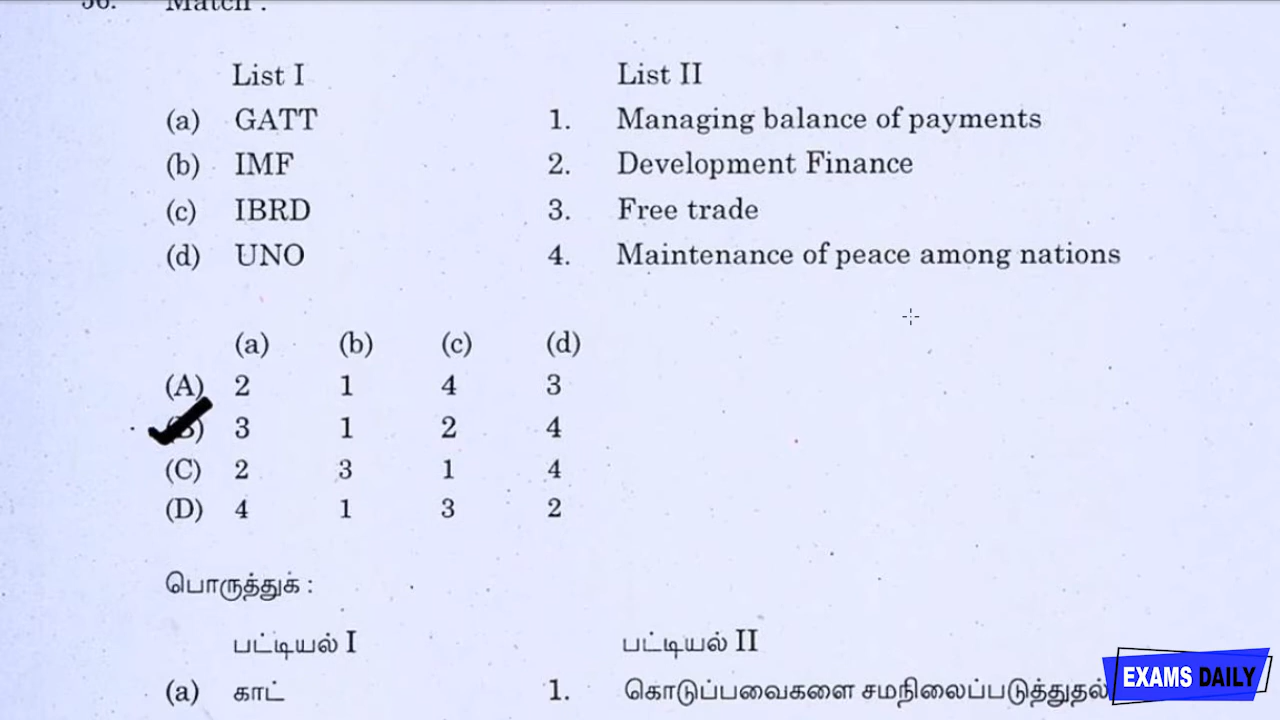 Match :
List I List II
(a) GATT 1. Managing balance of payments
(b) IMF 2. Development Finance
(c) IBRD 3. Free trade
(d) UNO 4. Maintenance of peace among nations
(a) (b) (c) (d)
(A) 2 1 4 3
(B) 3 1 2 4
(C) 2 3 1 4
(D) 4 1 3 2
பொருத்துக :
பட்டியல் I பட்டியல் II
(a) காட் 1. கொடுப்பவைகளை சமநிலைப்படுத்துதல்
EXAMS DAILY